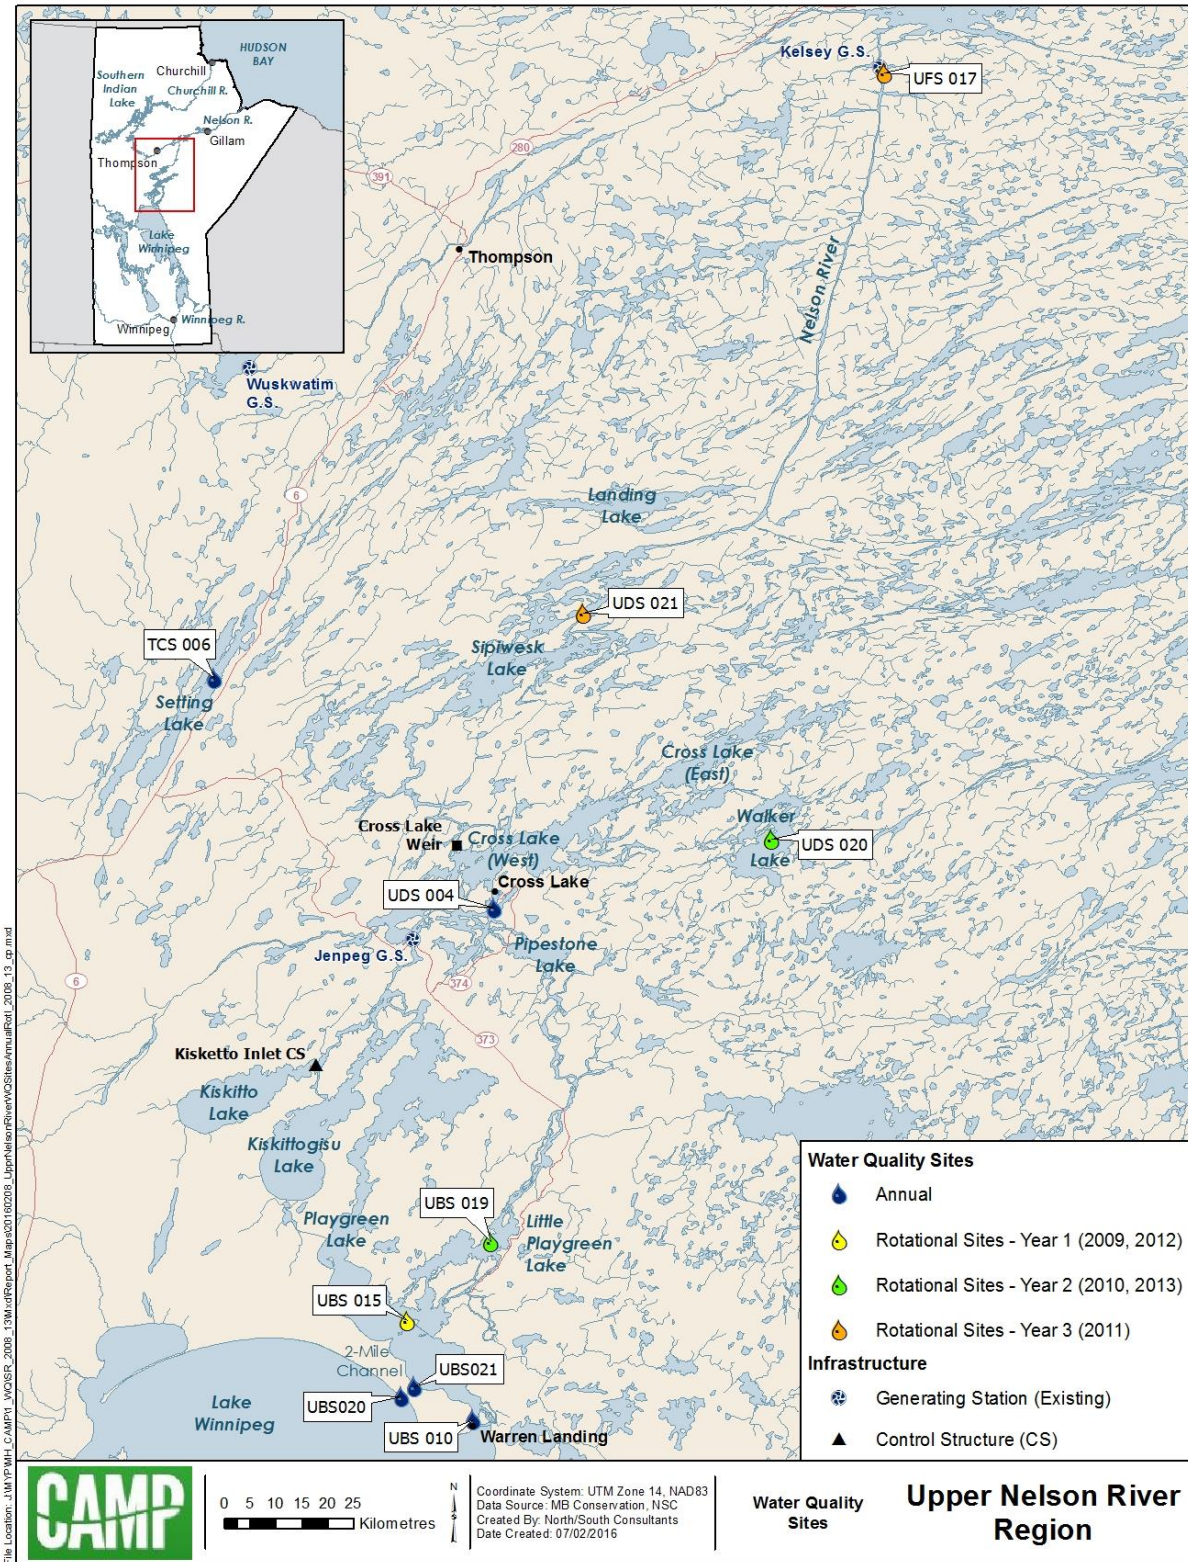 HUDSON
BAY
Churchill
Southern
Indian
Lake
Churchill R.
Nelson R.
Gillam
Thompson
Lake
Winnipeg
Winnipeg R.
Winnipeg
Kelsey G.S.
UFS 017
280
391
Thompson
Nelson River
Wuskwatim
G.S.
6
Landing
Lake
UDS 021
Sipiwesk
Lake
TCS 006
Setting
Lake
Cross Lake
(East)
Walker
Lake
UDS 020
Cross Lake
Weir
Cross Lake
(West)
Cross Lake
UDS 004
Pipestone
Lake
Jenpeg G.S.
6
374
373
Kisketto Inlet CS
Kiskitto
Lake
Kiskittogisu
Lake
Playgreen
Lake
UBS 019
Little
Playgreen
Lake
UBS 015
2-Mile
Channel
UBS021
UBS020
Lake
Winnipeg
UBS 010
Warren Landing
Water Quality Sites
Annual
Rotational Sites - Year 1 (2009, 2012)
Rotational Sites - Year 2 (2010, 2013)
Rotational Sites - Year 3 (2011)
Infrastructure
Generating Station (Existing)
Control Structure (CS)
CAMP
0 5 10 15 20 25
Kilometres
N
Coordinate System: UTM Zone 14, NAD83
Data Source: MB Conservation, NSC
Created By: North/South Consultants
Date Created: 07/02/2016
Water Quality
Sites
Upper Nelson River
Region